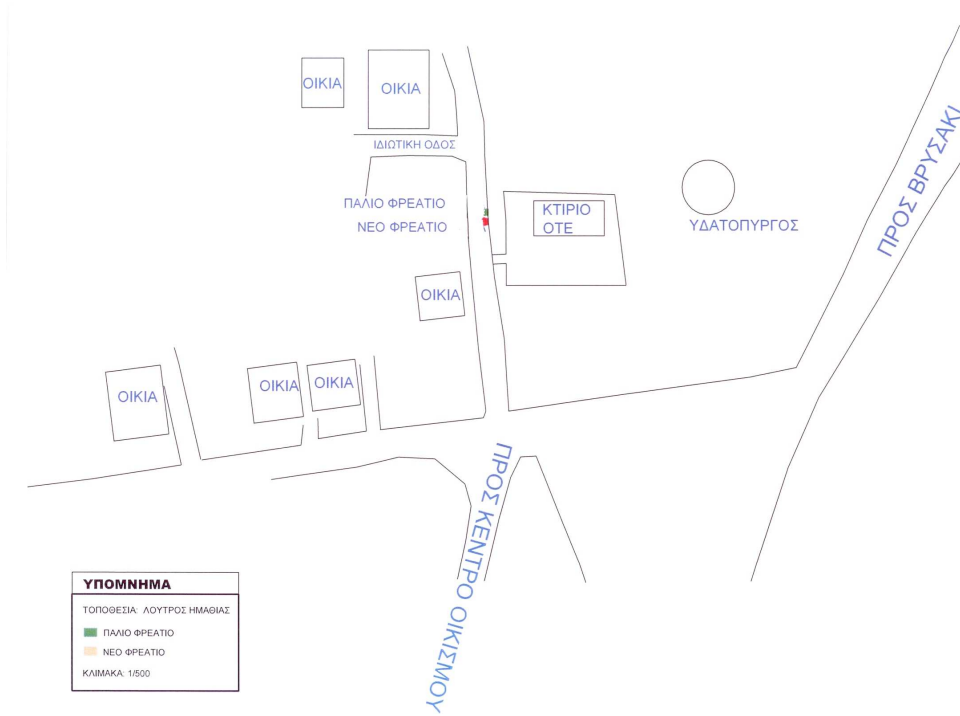 ΟΙΚΙΑ
ΟΙΚΙΑ
ΙΔΙΩΤΙΚΗ ΟΔΟΣ
ΠΑΛΙΟ ΦΡΕΑΤΙΟ
ΝΕΟ ΦΡΕΑΤΙΟ
ΚΤΙΡΙΟ
ΟΤΕ
ΥΔΑΤΟΠΥΡΓΟΣ
ΠΡΟΣ ΒΡΥΣΑΚΙ
ΟΙΚΙΑ
ΟΙΚΙΑ
ΟΙΚΙΑ
ΟΙΚΙΑ
ΠΡΟΣ ΚΕΝΤΡΟ ΟΙΚΙΣΜΟΥ
ΥΠΟΜΝΗΜΑ
ΤΟΠΟΘΕΣΙΑ: ΛΟΥΤΡΟΣ ΗΜΑΘΙΑΣ
ΠΑΛΙΟ ΦΡΕΑΤΙΟ
ΝΕΟ ΦΡΕΑΤΙΟ
ΚΛΙΜΑΚΑ: 1/500